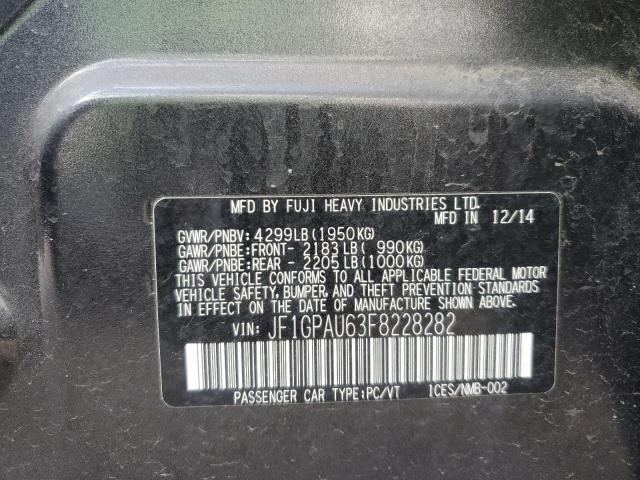 MFD BY FUJI HEAVY INDUSTRIES LTD.
MFD IN 12/14
GVWR/PNBV: 4299LB(1950KG)
GAWR/PNBE:FRONT- 2183 LB( 990KG)
GAWR/PNBE:REAR - 2205 LB(1000KG)
THIS VEHICLE CONFORMS TO ALL APPLICABLE FEDERAL MOTOR
VEHICLE SAFETY, BUMPER, AND THEFT PREVENTION STANDARDS
IN EFFECT ON THE DATE OF MANUFACTURE SHOWN ABOVE.
VIN: JF1GPAU63F8228282
PASSENGER CAR TYPE:PC/VT ICES/NMB-002